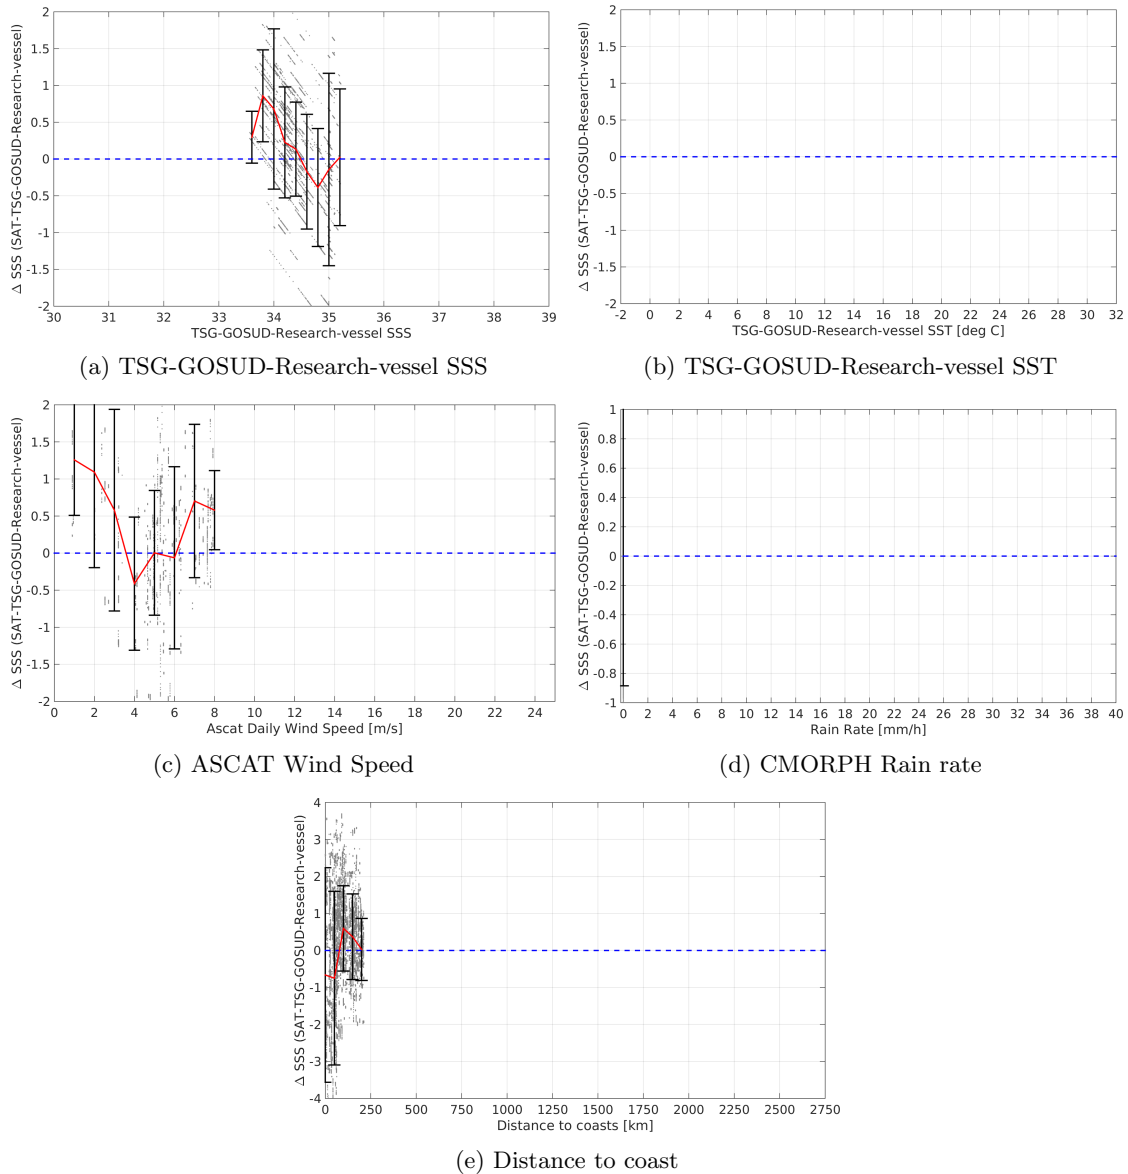 Δ SSS (SAT-TSG-GOSUD-Research-vessel)
2
1.5
1
0.5
0
-0.5
-1
-1.5
-2
30 31 32 33 34 35 36 37 38 39
TSG-GOSUD-Research-vessel SSS
(a) TSG-GOSUD-Research-vessel SSS
Δ SSS (SAT-TSG-GOSUD-Research-vessel)
2
1.5
1
0.5
0
-0.5
-1
-1.5
-2
-2 0 2 4 6 8 10 12 14 16 18 20 22 24 26 28 30 32
TSG-GOSUD-Research-vessel SST [deg C]
(b) TSG-GOSUD-Research-vessel SST
Δ SSS (SAT-TSG-GOSUD-Research-vessel)
2
1.5
1
0.5
0
-0.5
-1
-1.5
-2
0 2 4 6 8 10 12 14 16 18 20 22 24
Ascat Daily Wind Speed [m/s]
(c) ASCAT Wind Speed
Δ SSS (SAT-TSG-GOSUD-Research-vessel)
1
0.8
0.6
0.4
0.2
0
-0.2
-0.4
-0.6
-0.8
-1
0 2 4 6 8 10 12 14 16 18 20 22 24 26 28 30 32 34 36 38 40
Rain Rate [mm/h]
(d) CMORPH Rain rate
Δ SSS (SAT-TSG-GOSUD-Research-vessel)
4
3
2
1
0
-1
-2
-3
-4
0 250 500 750 1000 1250 1500 1750 2000 2250 2500 2750
Distance to coasts [km]
(e) Distance to coast